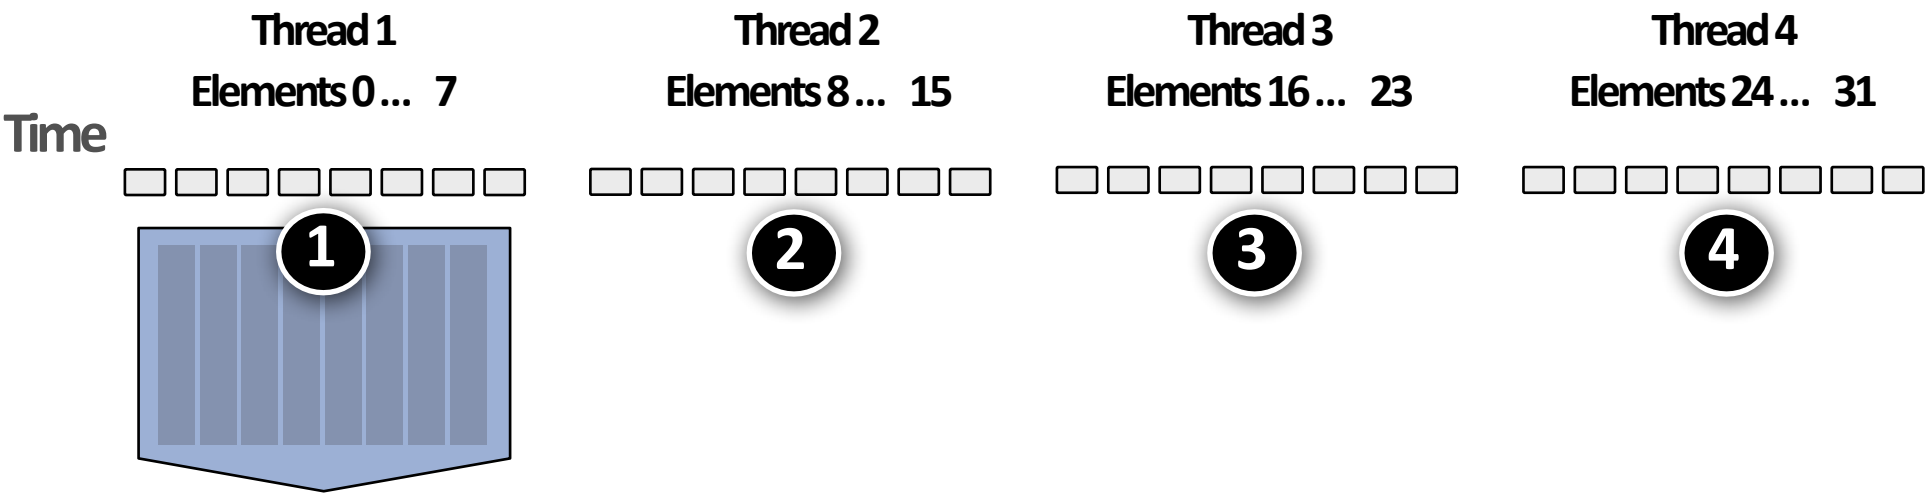 Thread 1
Thread 2
Thread 3
Thread 4
Elements 0 ... 7
Elements 8 ... 15
Elements 16 ... 23
Elements 24 ... 31
Time
1
2
3
4